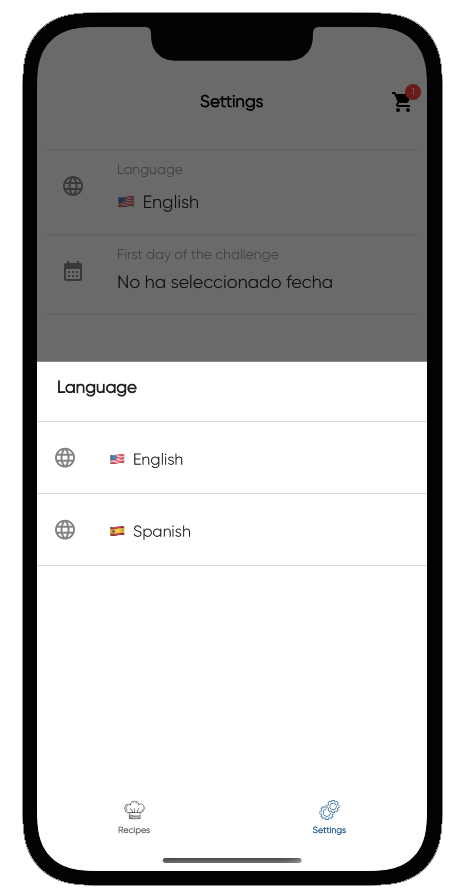 Settings
1
Language
🇺🇸 English
First day of the challenge
No ha seleccionado fecha
Language
🇺🇸 English
🇪🇸 Spanish
Recipes
Settings